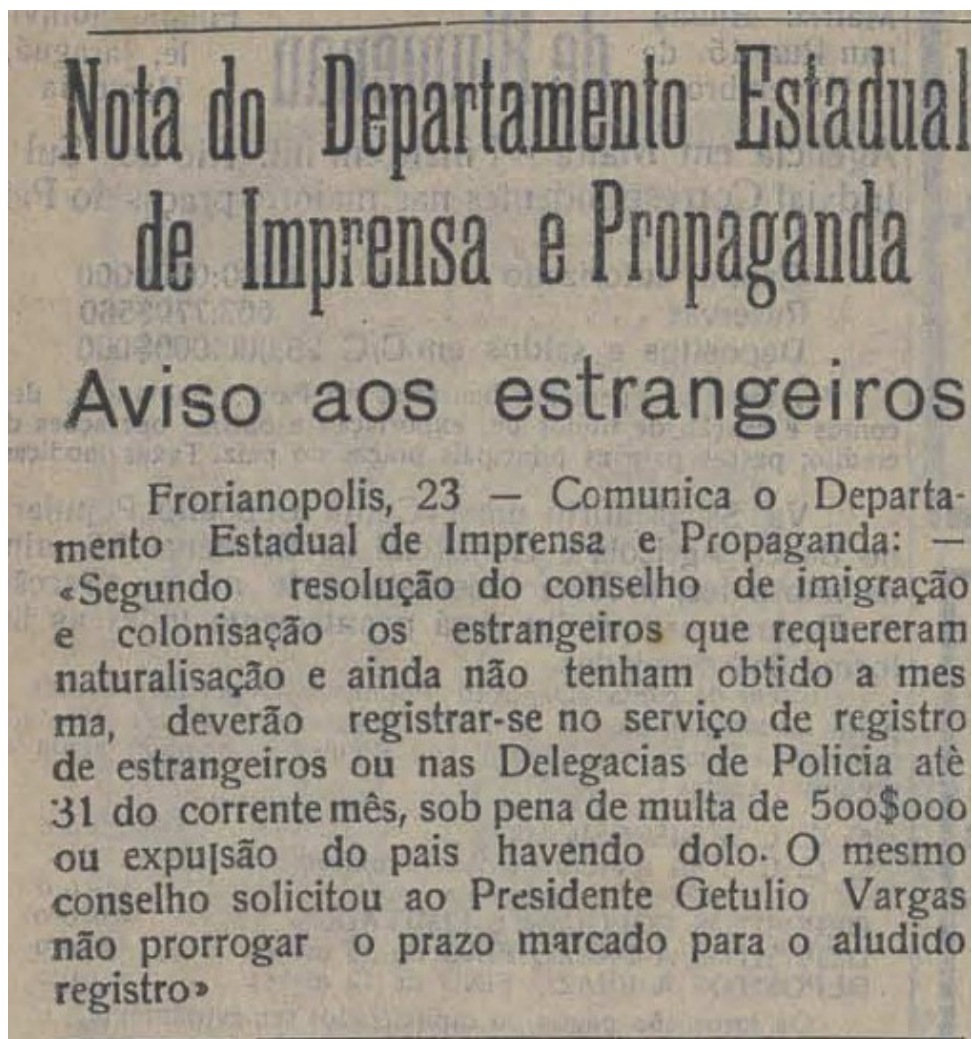 Nota do Departamento Estadual
de Imprensa e Propaganda
Aviso aos estrangeiros
Frorianopolis, 23 — Comunica o Departa-
mento Estadual de Imprensa e Propaganda: —
«Segundo resolução do conselho de imigração
e colonisação os estrangeiros que requereram
naturalisação e ainda não tenham obtido a mes
ma, deverão registrar-se no serviço de registro
de estrangeiros ou nas Delegacias de Policia atè
31 do corrente mês, sob pena de multa de 5oo$ooo
ou expulsão do pais havendo dolo. O mesmo
conselho solicitou ao Presidente Getulio Vargas
não prorrogar o prazo marcado para o aludido
registro»